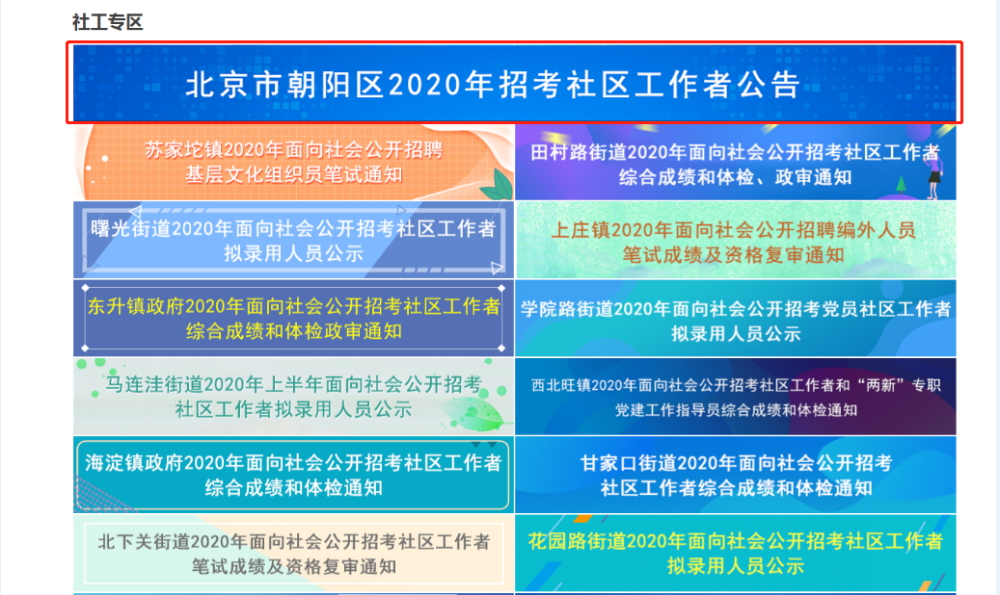 社工专区
北京市朝阳区2020年招考社区工作者公告
苏家坨镇2020年面向社会公开招聘
基层文化组织员笔试通知
田村路街道2020年面向社会公开招考社区工作者
综合成绩和体检、政审通知
曙光街道2020年面向社会公开招考社区工作者
拟录用人员公示
上庄镇2020年面向社会公开招聘编外人员
笔试成绩及资格复审通知
东升镇政府2020年面向社会公开招考社区工作者
综合成绩和体检政审通知
学院路街道2020年面向社会公开招考党员社区工作者
拟录用人员公示
马连洼街道2020年上半年面向社会公开招考
社区工作者拟录用人员公示
西北旺镇2020年面向社会公开招考社区工作者和“两新”专职
党建工作指导员综合成绩和体检通知
海淀镇政府2020年面向社会公开招考社区工作者
综合成绩和体检通知
甘家口街道2020年面向社会公开招考
社区工作者综合成绩和体检通知
北下关街道2020年面向社会公开招考社区工作者
笔试成绩及资格复审通知
花园路街道2020年面向社会公开招考社区工作者
拟录用人员公示